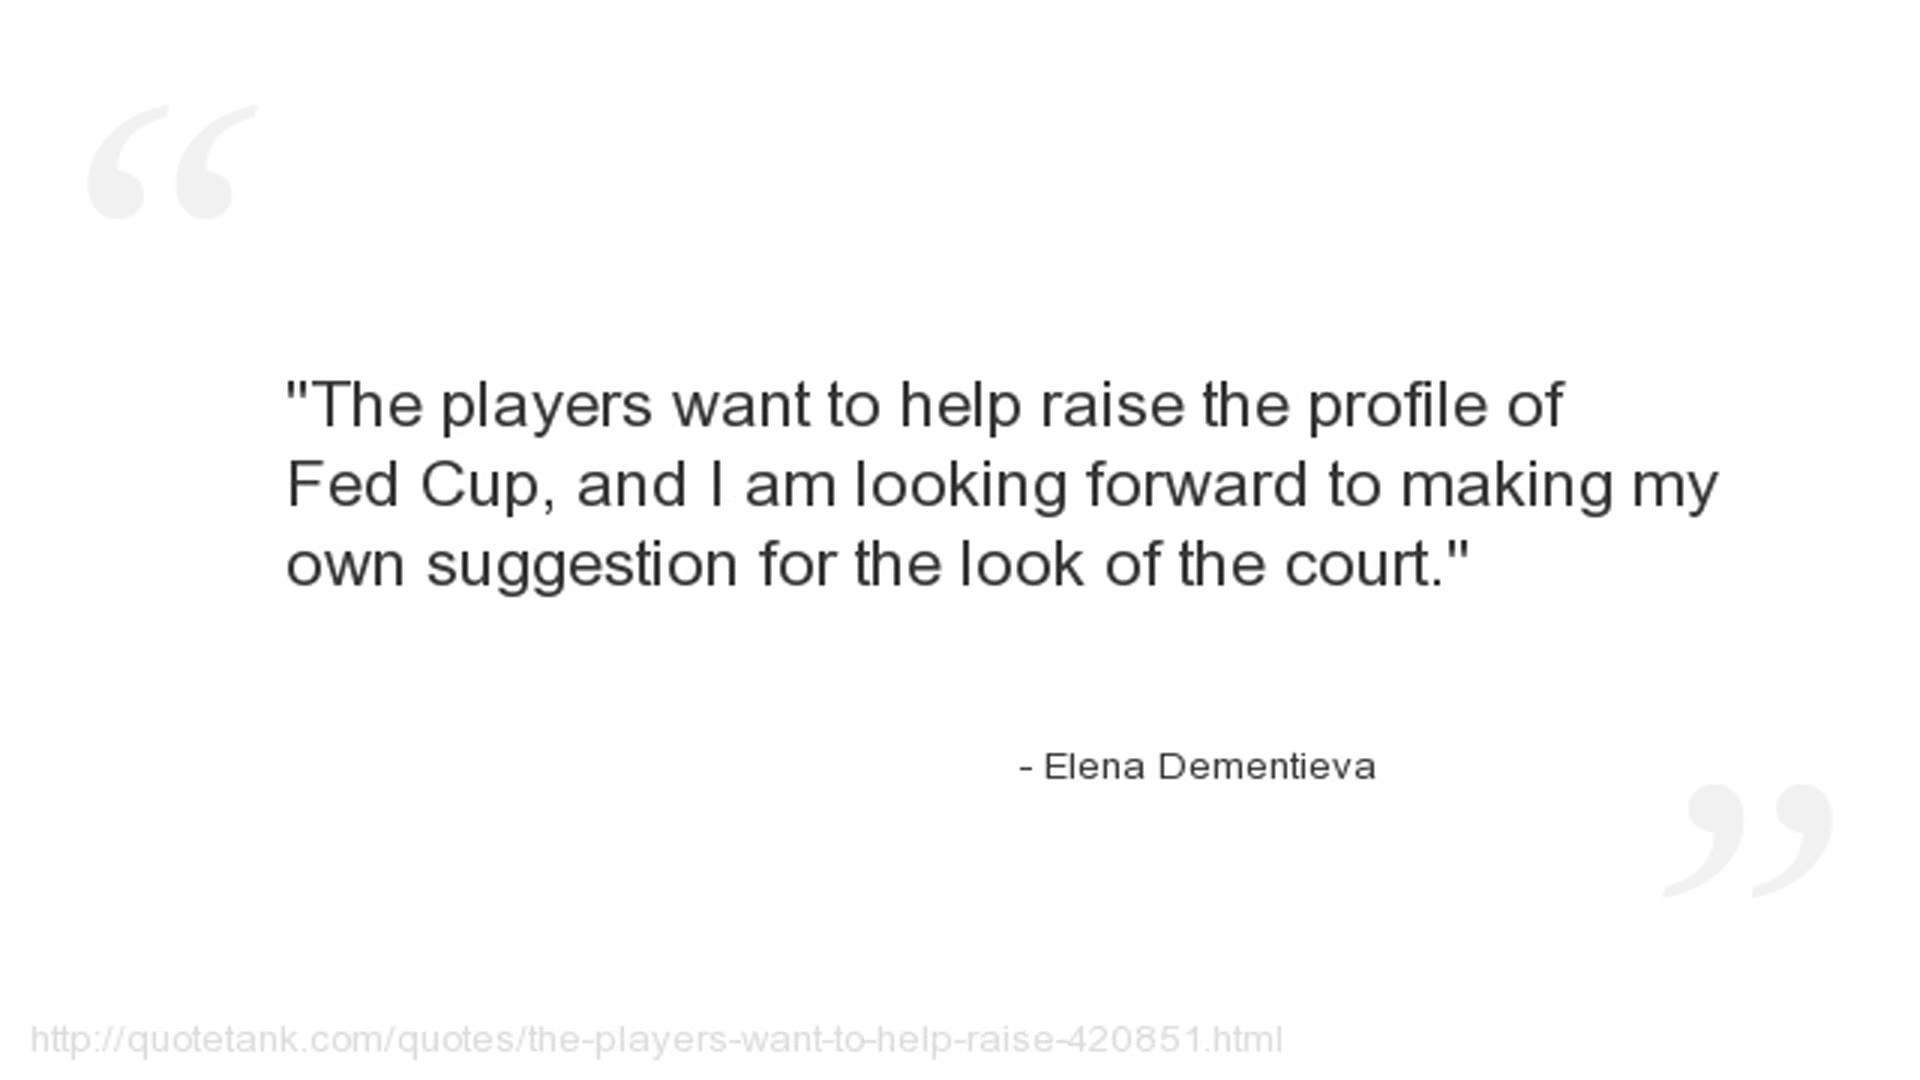 "The players want to help raise the profile of
Fed Cup, and I am looking forward to making my
own suggestion for the look of the court."
- Elena Dementieva
http://quotetank.com/quotes/the-players-want-to-help-raise-420851.html